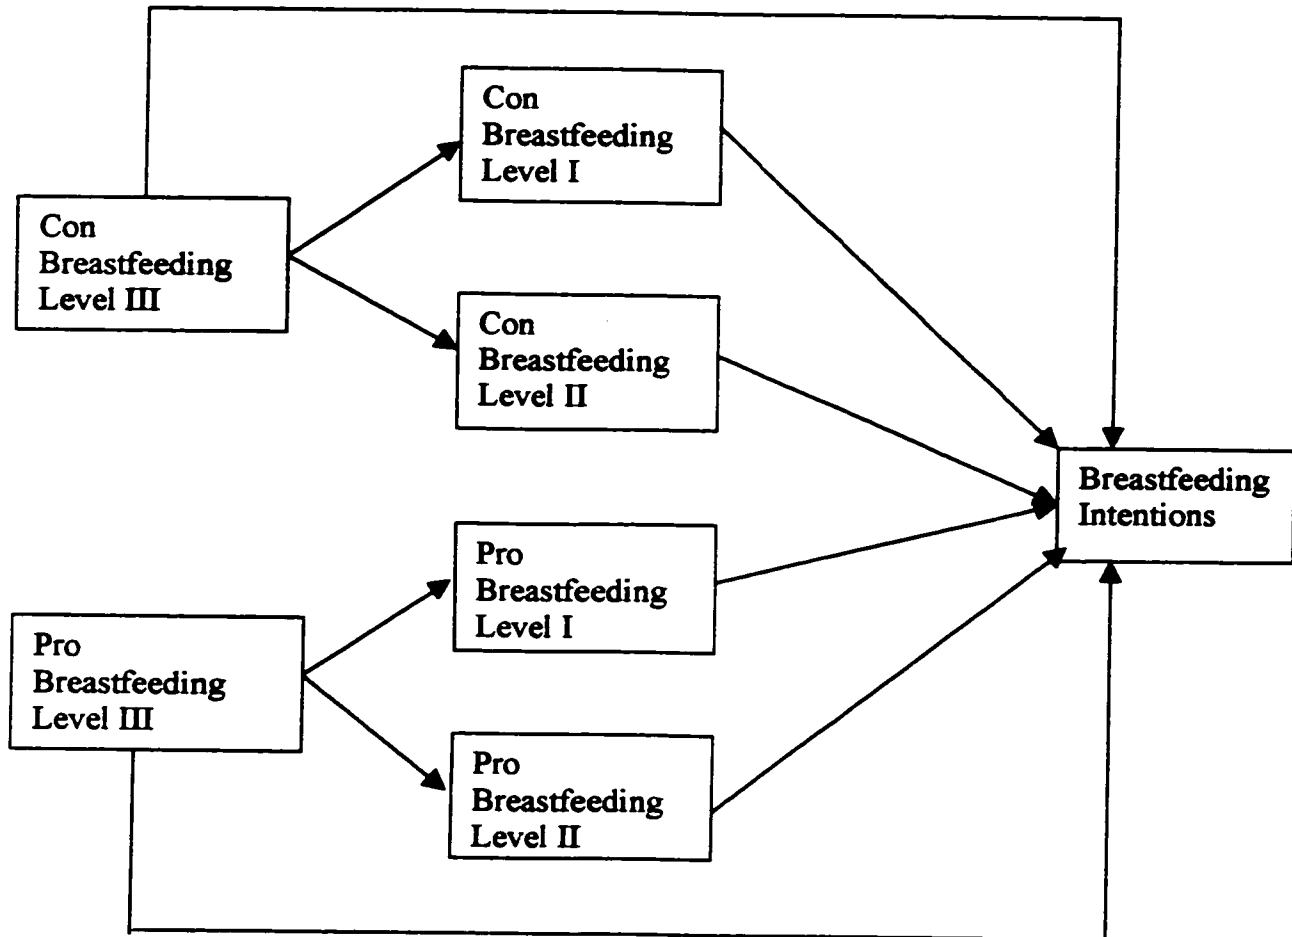 Con
Breastfeeding
Level I
Con
Breastfeeding
Level III
Con
Breastfeeding
Level II
Breastfeeding
Intentions
Pro
Breastfeeding
Level I
Pro
Breastfeeding
Level III
Pro
Breastfeeding
Level II